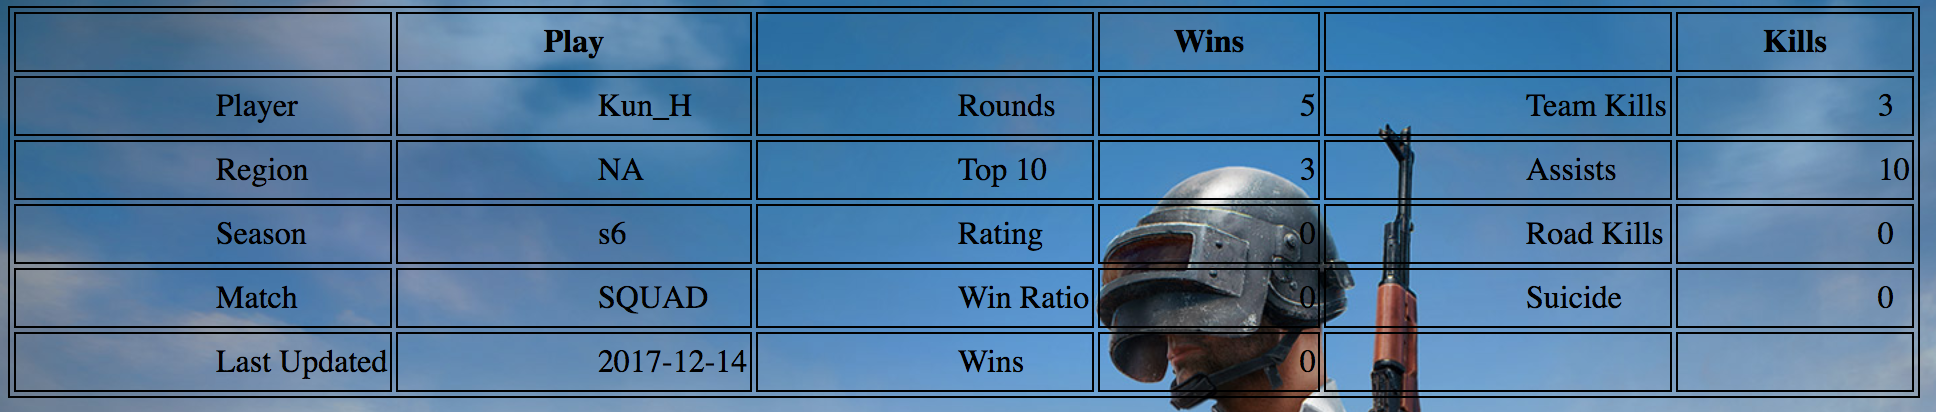 Play Wins Kills
Player Kun_H Rounds 5 Team Kills 3
Region NA Top 10 3 Assists 10
Season s6 Rating 0 Road Kills 0
Match SQUAD Win Ratio 0 Suicide 0
Last Updated 2017-12-14 Wins 0